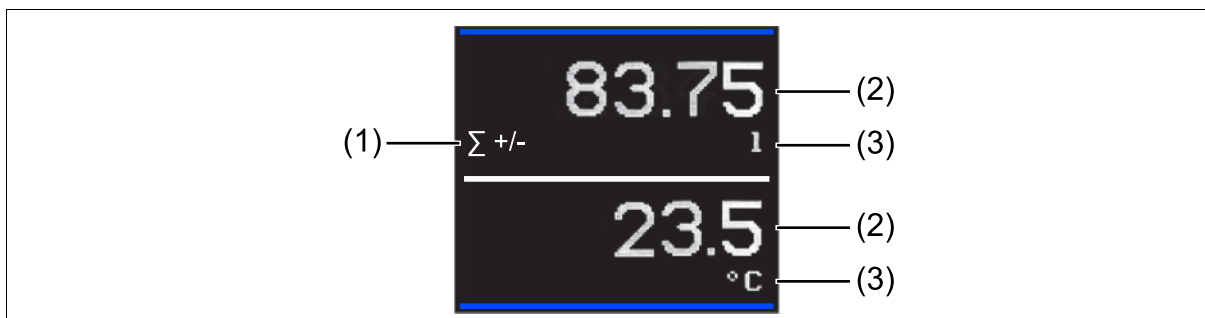 83.75 (2)
(1) ∑ +/- l (3)
23.5 (2)
°C (3)